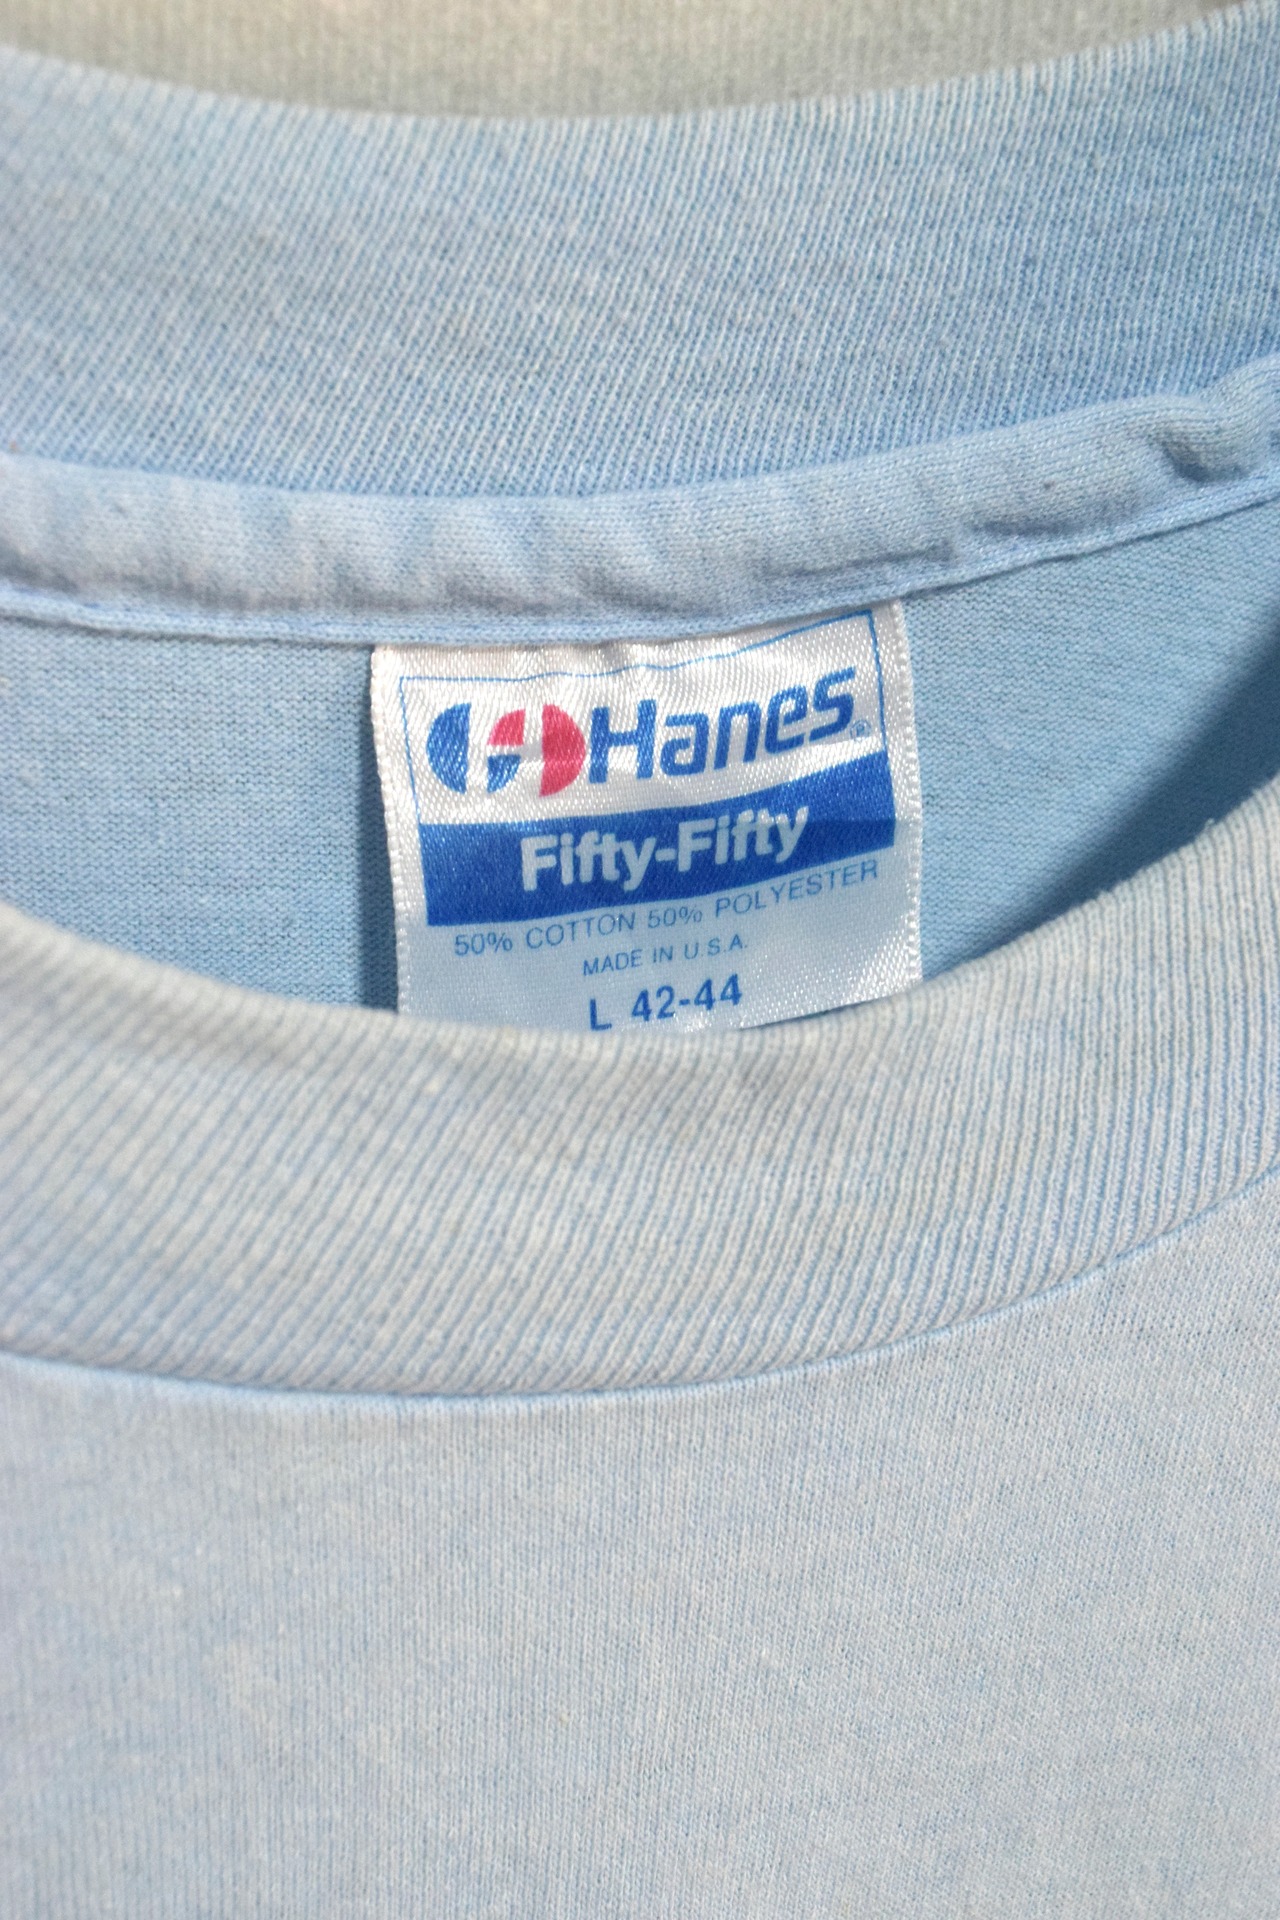 Hanes®
Fifty-Fifty
50% COTTON 50% POLYESTER
MADE IN U.S.A.
L 42-44